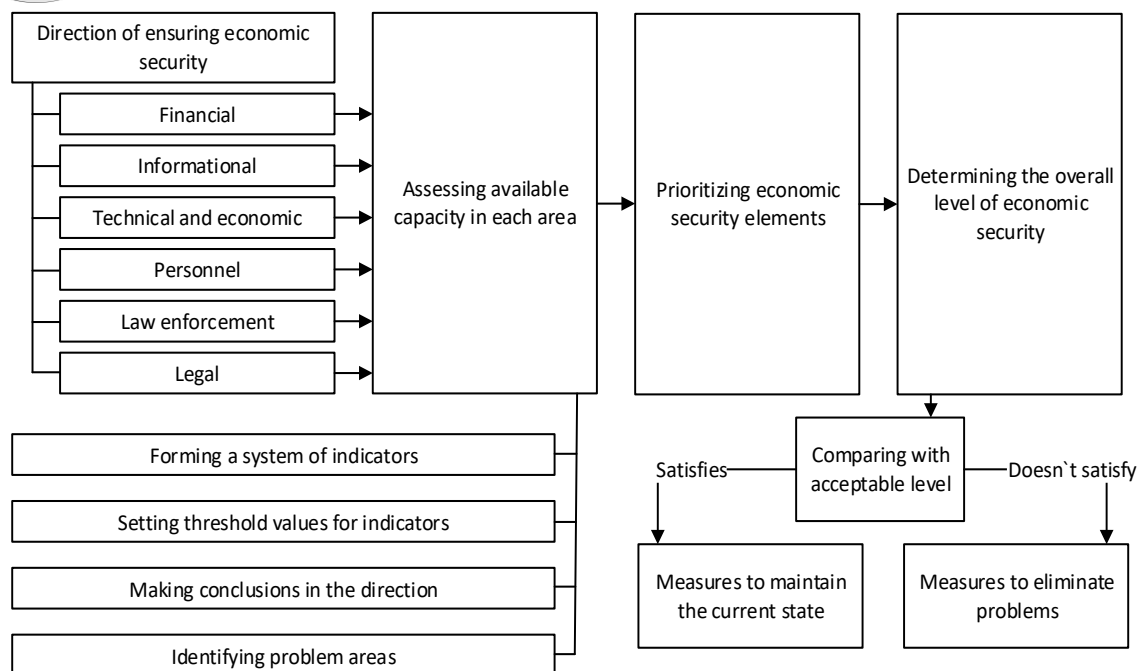 Direction of ensuring economic
security
Financial
Informational
Technical and economic
Personnel
Law enforcement
Legal
Assessing available
capacity in each area
Prioritizing economic
security elements
Determining the overall
level of economic
security
Forming a system of indicators
Setting threshold values for indicators
Making conclusions in the direction
Identifying problem areas
Comparing with
acceptable level
Satisfies
Doesn`t satisfy
Measures to maintain
the current state
Measures to eliminate
problems